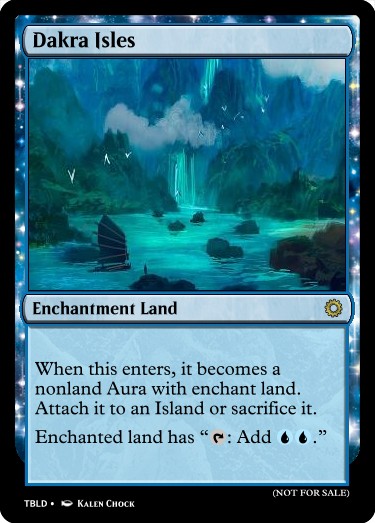 Dakra Isles
Enchantment Land
When this enters, it becomes a
nonland Aura with enchant land.
Attach it to an Island or sacrifice it.
Enchanted land has “: Add .”
(NOT FOR SALE)
TBLD • Kalen Chock